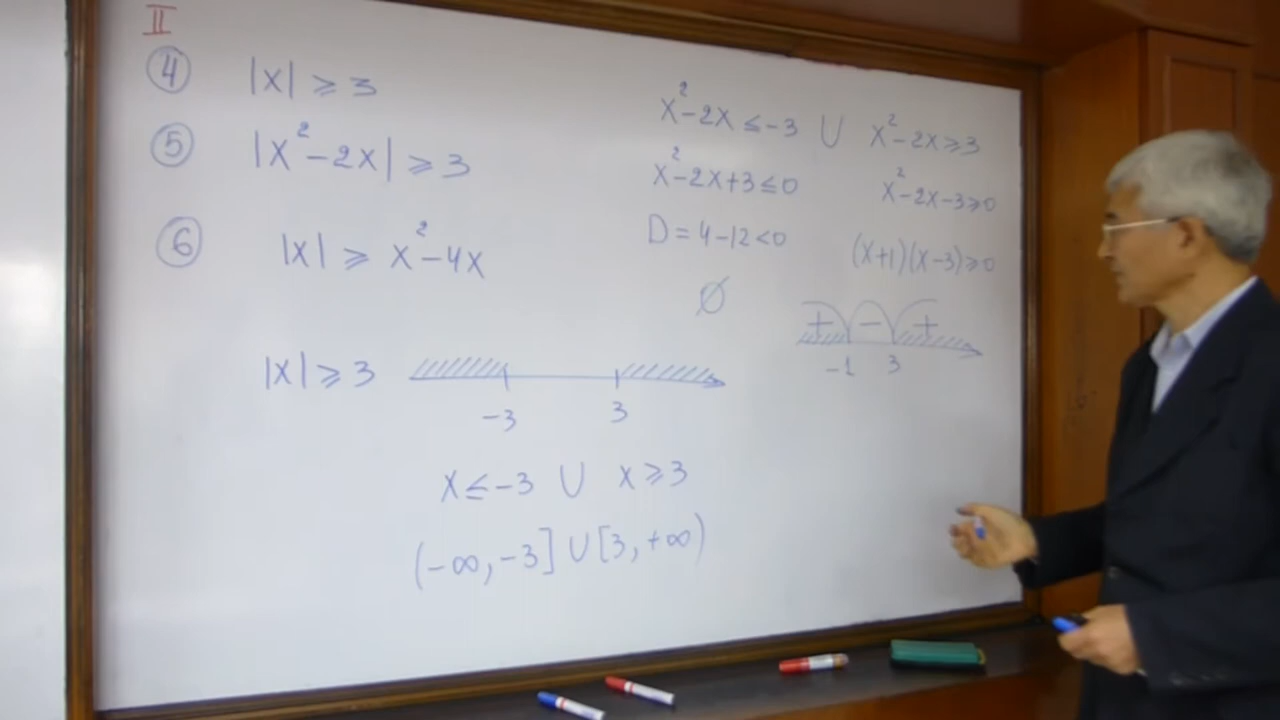 II
④ |x| ⩾ 3
⑤ |x²-2x| ⩾ 3
⑥ |x| ⩾ x²-4x
x²-2x ≤ -3 ∪ x²-2x ⩾ 3
x²-2x+3 ≤ 0
D = 4-12 < 0
∅
x²-2x-3 ⩾ 0
(x+1)(x-3) ⩾ 0
+ - +
-1 3
|x| ⩾ 3
-3 3
x ≤ -3 ∪ x ⩾ 3
(-∞, -3] ∪ [3, +∞)